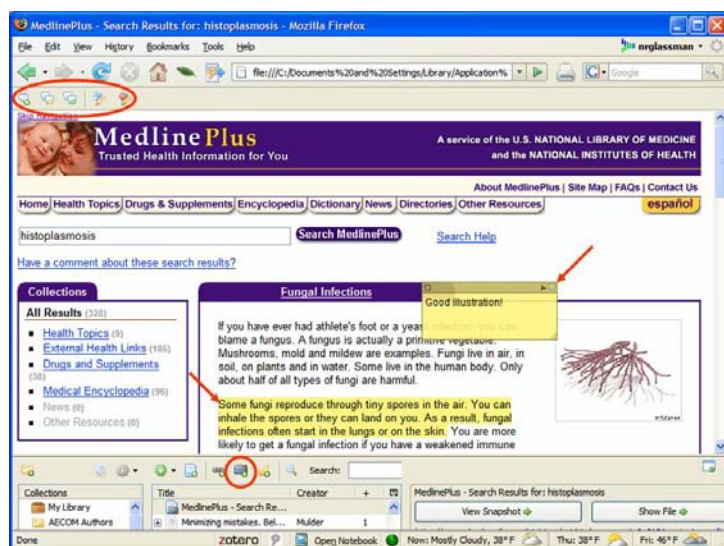 MedlinePlus - Search Results for: histoplasmosis - Mozilla Firefox
File Edit View History Bookmarks Tools Help
nrglassman
file:///C:/Documents%20and%20Settings/Library/Application%
Google
Skip navigation
MedlinePlus
Trusted Health Information for You
A service of the U.S. NATIONAL LIBRARY OF MEDICINE
and the NATIONAL INSTITUTES OF HEALTH
About MedlinePlus | Site Map | FAQs | Contact Us
Home Health Topics Drugs & Supplements Encyclopedia Dictionary News Directories Other Resources español
histoplasmosis Search MedlinePlus Search Help
Have a comment about these search results?
Collections
All Results (328)
Health Topics (9)
External Health Links (185)
Drugs and Supplements
(38)
Medical Encyclopedia (96)
News (0)
Other Resources (0)
Fungal Infections
Good illustration!
If you have ever had athlete's foot or a yeast infection, you can
blame a fungus. A fungus is actually a primitive vegetable.
Mushrooms, mold and mildew are examples. Fungi live in air, in
soil, on plants and in water. Some live in the human body. Only
about half of all types of fungi are harmful.
Some fungi reproduce through tiny spores in the air. You can
inhale the spores or they can land on you. As a result, fungal
infections often start in the lungs or on the skin. You are more
likely to get a fungal infection if you have a weakened immune
Search:
Collections
My Library
AECOM Authors
Title Creator +
MedlinePlus - Search Re...
Minimizing mistakes. Bel... Mulder 1
MedlinePlus - Search Results for: histoplasmosis
View Snapshot Show File
Done zotero Open Notebook Now: Mostly Cloudy, 38° F Thu: 38° F Fri: 46° F